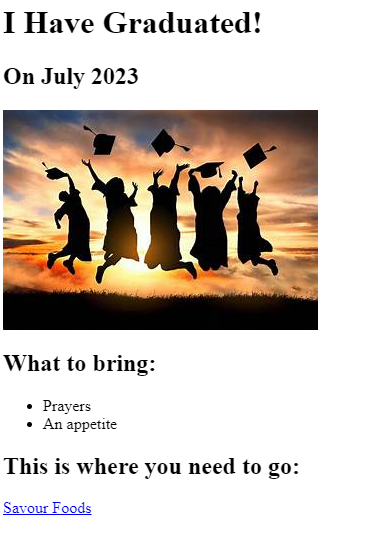 I Have Graduated!
On July 2023
What to bring:
Prayers
An appetite
This is where you need to go:
Savour Foods